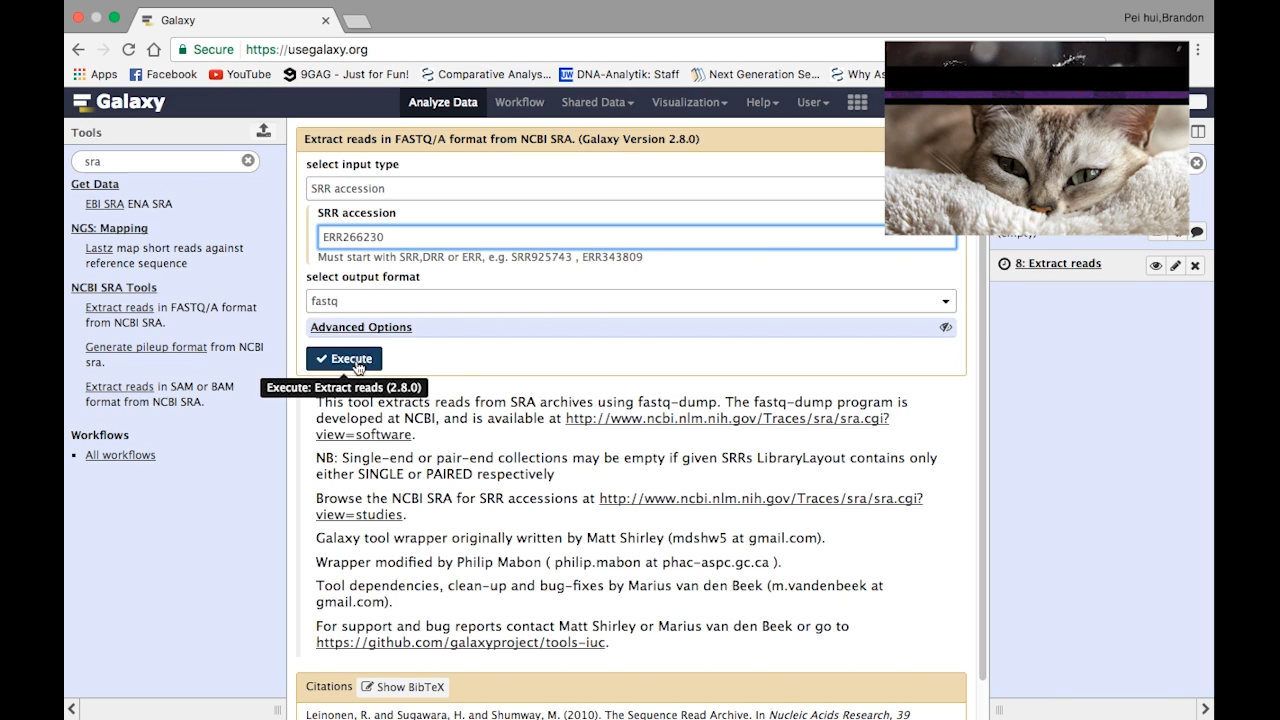 Galaxy
Pei hui,Brandon
Secure https://usegalaxy.org
Apps Facebook YouTube 9GAG - Just for Fun! Comparative Analys... DNA-Analytik: Staff Next Generation Se... Why As
Galaxy Analyze Data Workflow Shared Data Visualization Help User
Tools
sra
Get Data
EBI SRA ENA SRA
NGS: Mapping
Lastz map short reads against
reference sequence
NCBI SRA Tools
Extract reads in FASTQ/A format
from NCBI SRA.
Generate pileup format from NCBI
sra.
Extract reads in SAM or BAM
format from NCBI SRA.
Workflows
All workflows
Extract reads in FASTQ/A format from NCBI SRA. (Galaxy Version 2.8.0)
select input type
SRR accession
SRR accession
ERR266230
Must start with SRR,DRR or ERR, e.g. SRR925743 , ERR343809
select output format
fastq
Advanced Options
Execute
Execute: Extract reads (2.8.0)
This tool extracts reads from SRA archives using fastq-dump. The fastq-dump program is
developed at NCBI, and is available at http://www.ncbi.nlm.nih.gov/Traces/sra/sra.cgi?
view=software.
NB: Single-end or pair-end collections may be empty if given SRRs LibraryLayout contains only
either SINGLE or PAIRED respectively
Browse the NCBI SRA for SRR accessions at http://www.ncbi.nlm.nih.gov/Traces/sra/sra.cgi?
view=studies.
Galaxy tool wrapper originally written by Matt Shirley (mdshw5 at gmail.com).
Wrapper modified by Philip Mabon ( philip.mabon at phac-aspc.gc.ca ).
Tool dependencies, clean-up and bug-fixes by Marius van den Beek (m.vandenbeek at
gmail.com).
For support and bug reports contact Matt Shirley or Marius van den Beek or go to
https://github.com/galaxyproject/tools-iuc.
Citations Show BibTeX
Leinonen, R. and Sugawara, H. and Shumway, M. (2010). The Sequence Read Archive. In Nucleic Acids Research, 39
(empty)
8: Extract reads